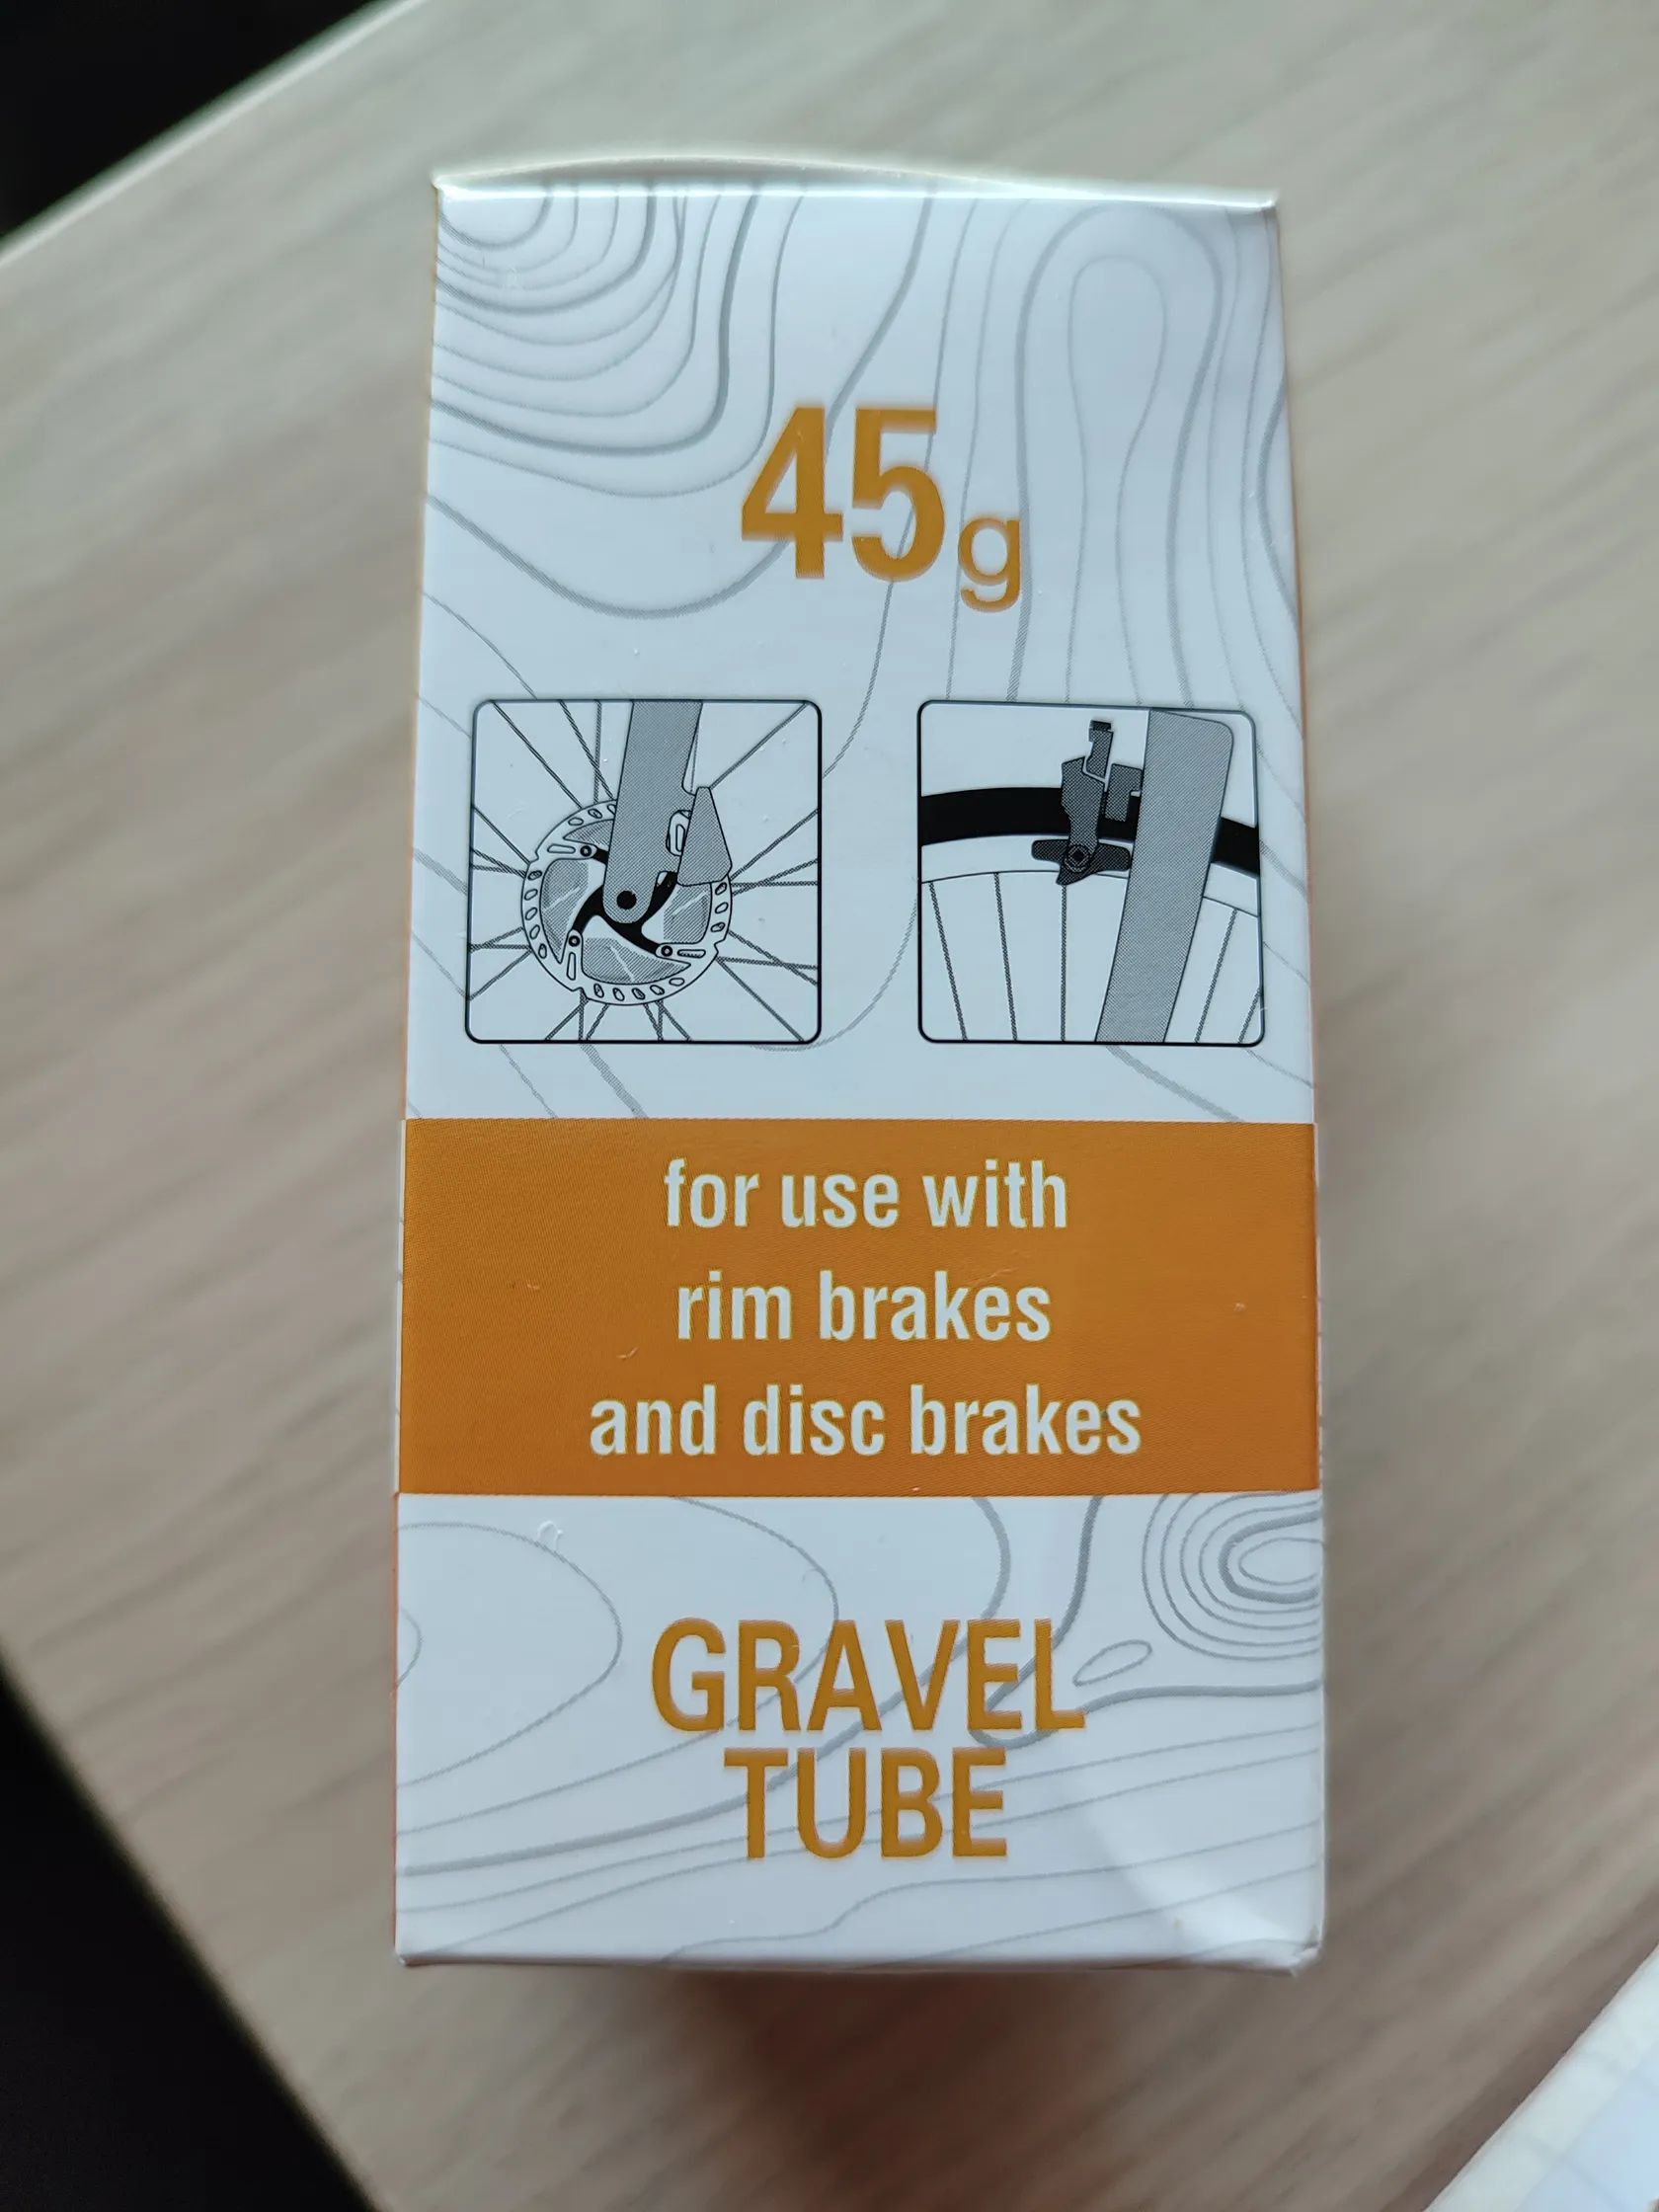 45g
for use with
rim brakes
and disc brakes
GRAVEL
TUBE